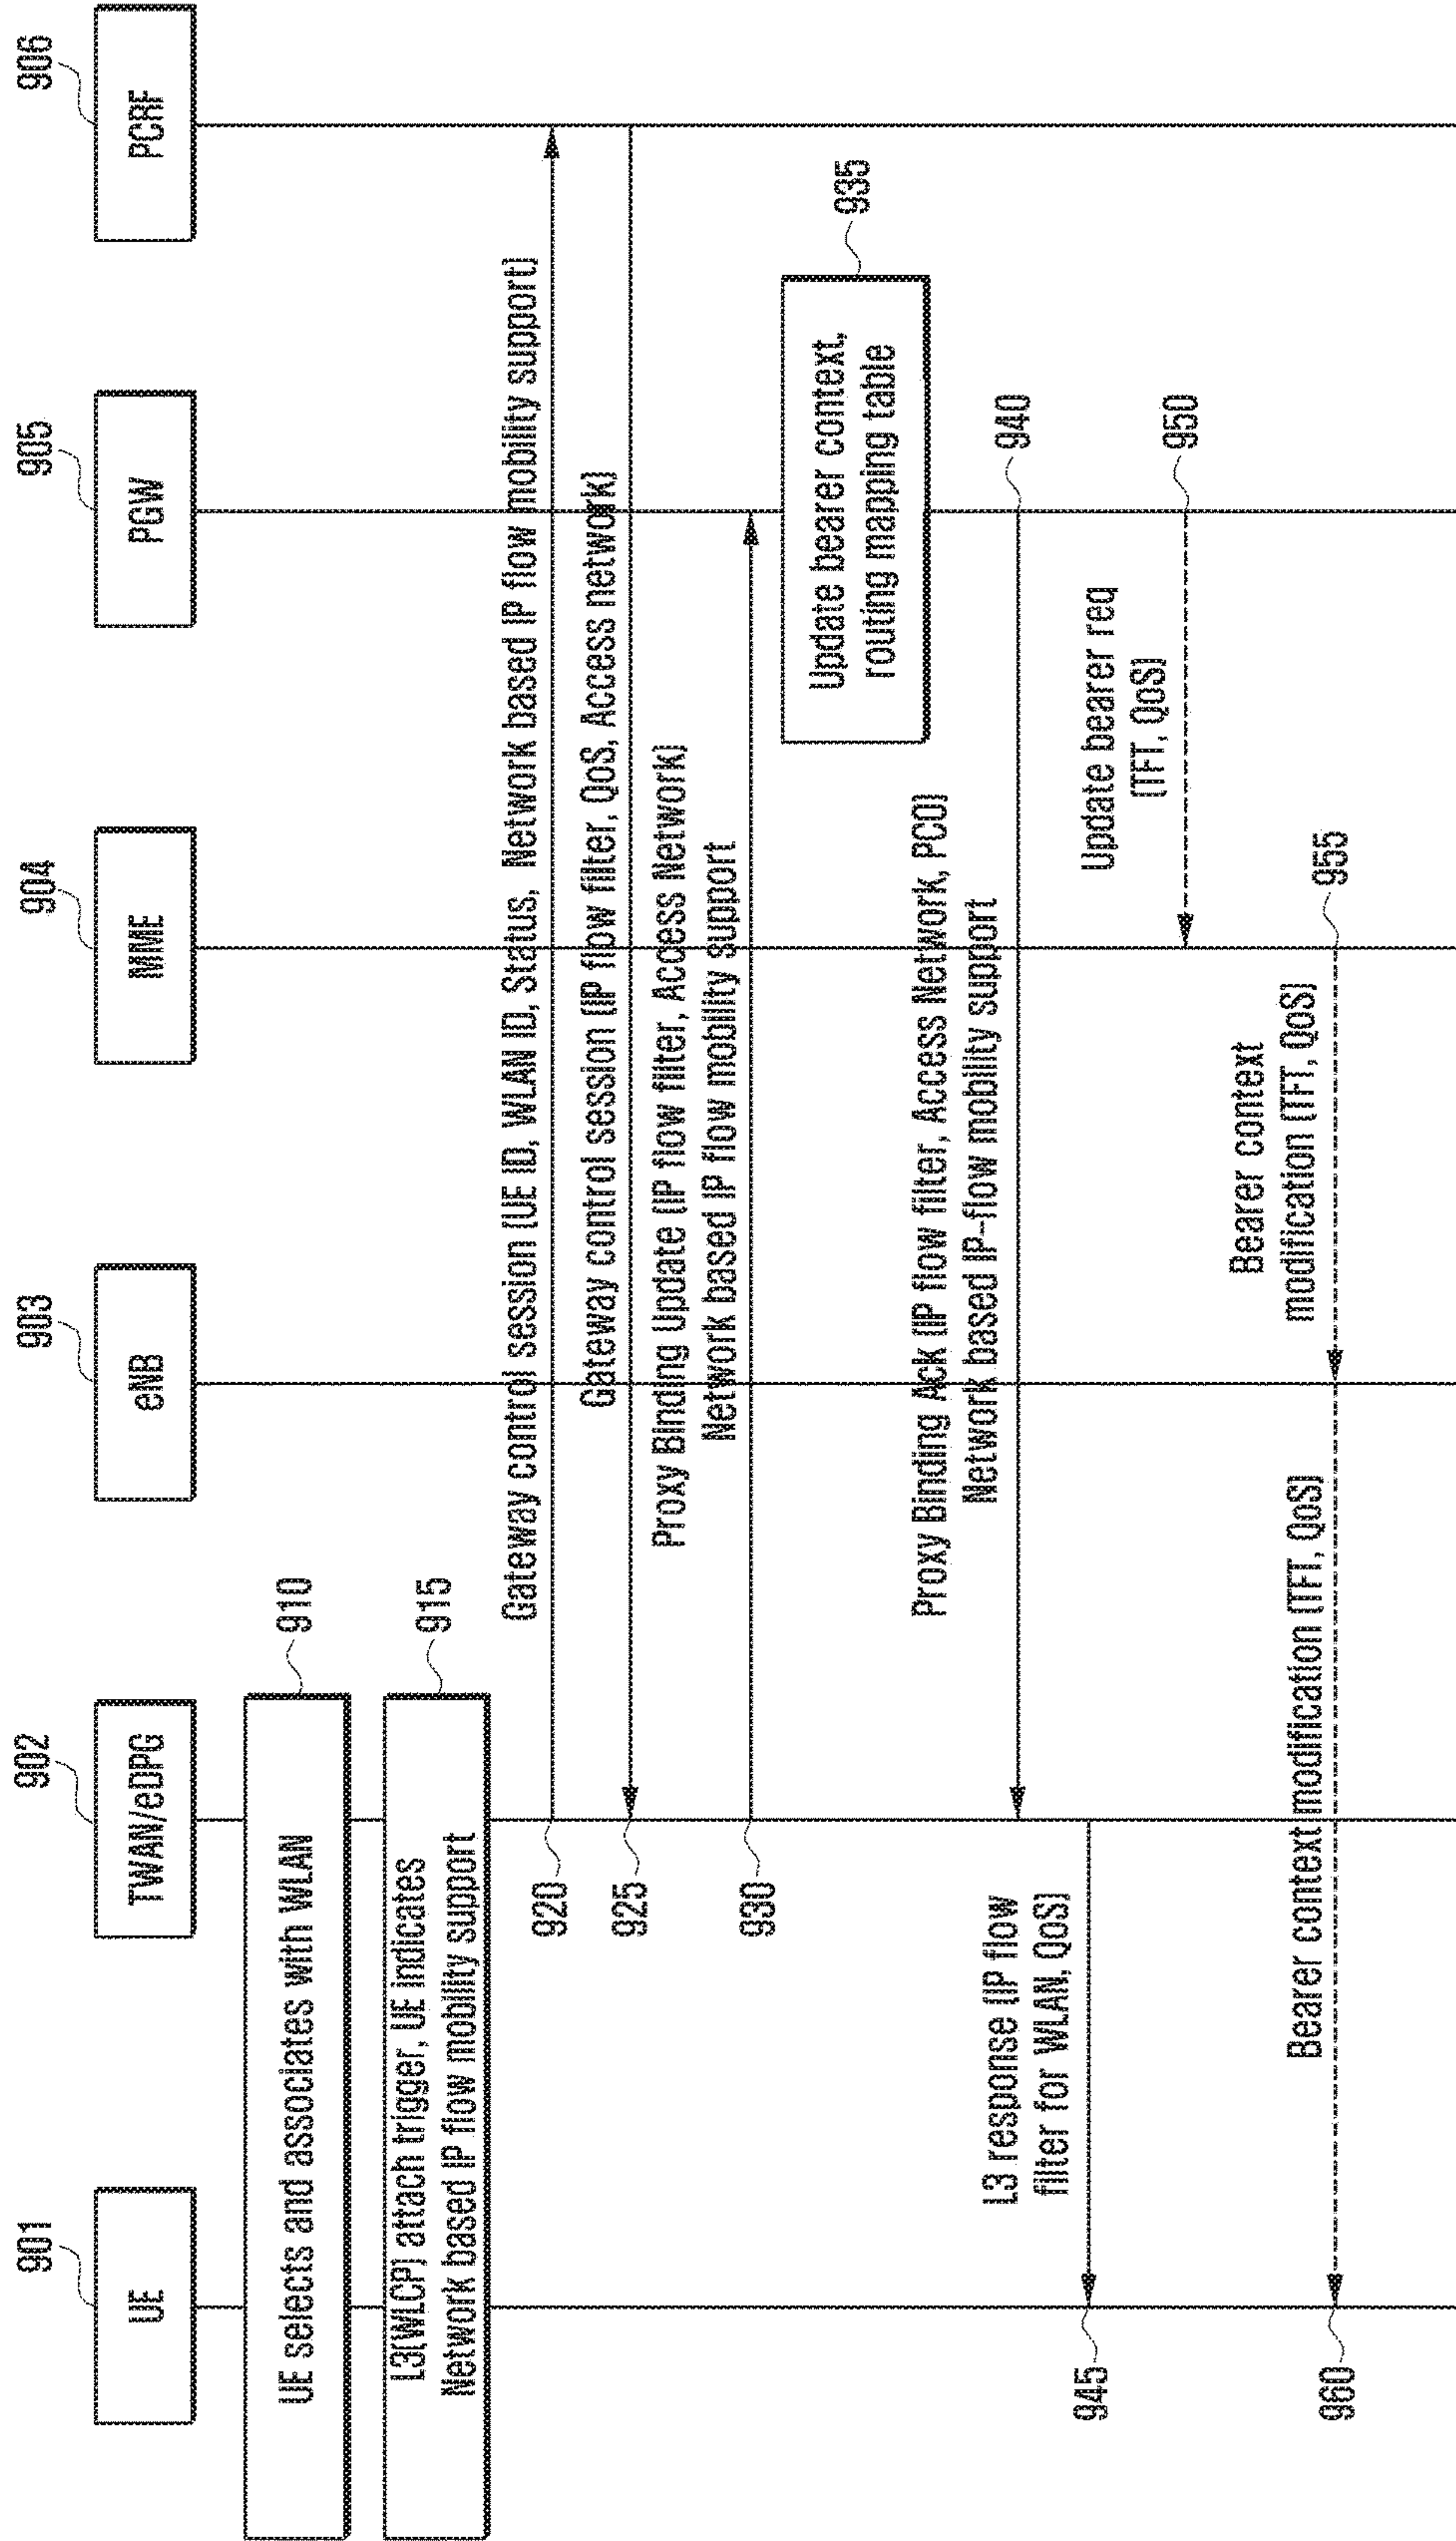 901
902
903
904
905
906
UE
TWAN/eDPG
eNB
MME
PGW
PCRF
UE selects and associates with WLAN
910
L3(WLCP) attach trigger, UE indicates
Network based IP flow mobility support
915
Gateway control session (UE ID, WLAN ID, Status, Network based IP flow mobility support)
920
Gateway control session (IP flow filter, QoS, Access network)
925
Proxy Binding Update (IP flow filter, Access Network)
Network based IP flow mobility support
930
Update bearer context,
routing mapping table
935
Proxy Binding Ack (IP flow filter, Access Network, PCO)
Network based IP-flow mobility support
940
L3 response (IP flow
filter for WLAN, QoS)
945
Update bearer req
(TFT, QoS)
950
Bearer context
modification (TFT, QoS)
955
Bearer context modification (TFT, QoS)
960